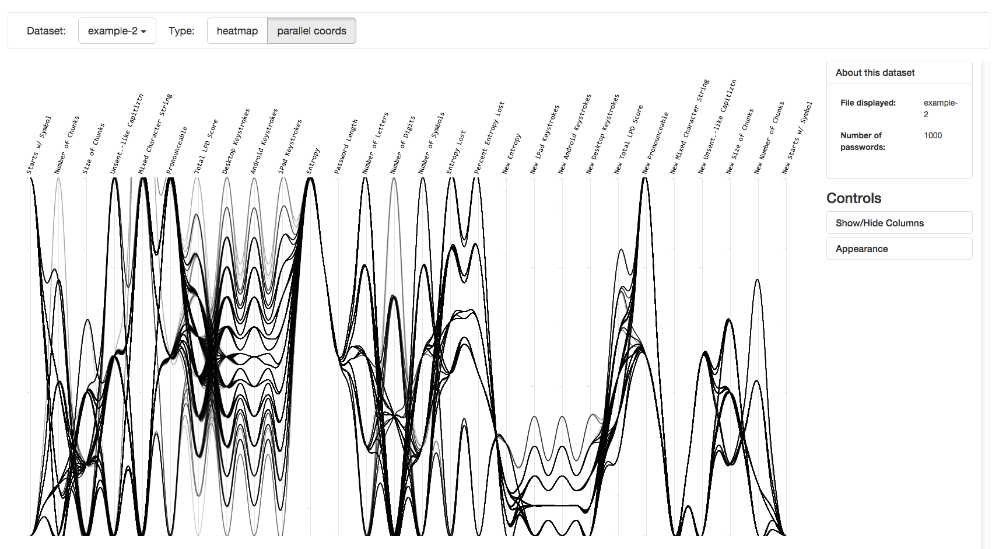 Dataset: example-2 Type: heatmap parallel coords
Starts w/ Symbol
Number of Chunks
Size of Chunks
Unsent.-like Capitlztn
Mixed Character String
Pronounceable
Total LPD Score
Desktop Keystrokes
Android Keystrokes
iPad Keystrokes
Entropy
Password Length
Number of Letters
Number of Digits
Number of Symbols
Entropy Lost
Percent Entropy Lost
New Entropy
New iPad Keystrokes
New Android Keystrokes
New Desktop Keystrokes
New Total LPD Score
New Pronounceable
New Mixed Character String
New Unsent.-like Capitlztn
New Size of Chunks
New Number of Chunks
New Starts w/ Symbol
About this dataset
File displayed: example-
2
Number of 1000
passwords:
Controls
Show/Hide Columns
Appearance